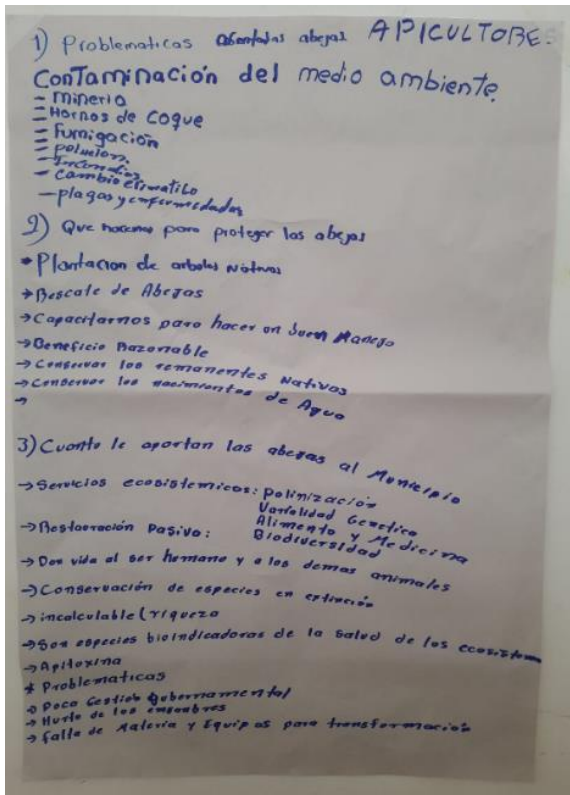 1) Problematicas abejas APICULTORE.
Contaminación del medio ambiente.
- Mineria
- Hornos de Coque
- Fumigación
- polucion.
- Incendios
- Cambio climatico
- plagas y enfermedades
2) Que hacemos para proteger las abejas
• Plantacion de arboles Nativos
→ Rescate de Abejas
→ Capacitarnos para hacer un buen Manejo
→ Beneficio Razonable
→ Conservar los remanentes Nativos
→ Conservar los nacimientos de Agua
→
3) Cuanto le aportan las abejas al Municipio
→ Servicios ecosistemicos: polinización
Variolidad Genetica
Alimento y Medicina
→ Restauración Pasiva: Biodiversidad
→ Dan vida al ser humano y a los demas animales
→ Conservación de especies en extinción
→ incalculable (riqueza
→ Son especies bioindicadoras de la salud de los ecosistema
→ Apitoxina
* Problematicas
→ Poca Gestion Gubernamental
→ Hurto de los enjambres
→ falta de Materia y Equipos para transformación